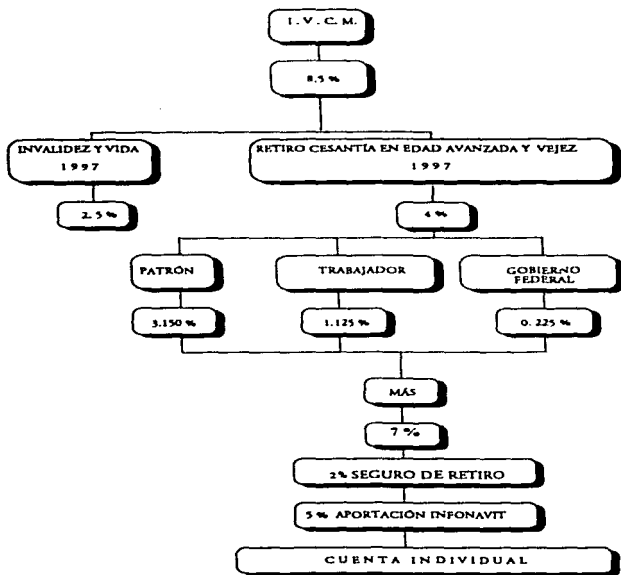 I. V. C. M.
8.5 %
INVALIDEZ Y VIDA
1997
RETIRO CESANTÍA EN EDAD AVANZADA Y VEJEZ
1997
2.5 %
4 %
PATRÓN
TRABAJADOR
GOBIERNO
FEDERAL
3.150 %
1.125 %
0.225 %
MÁS
7 %
2% SEGURO DE RETIRO
5 % APORTACIÓN INFONAVIT
CUENTA INDIVIDUAL